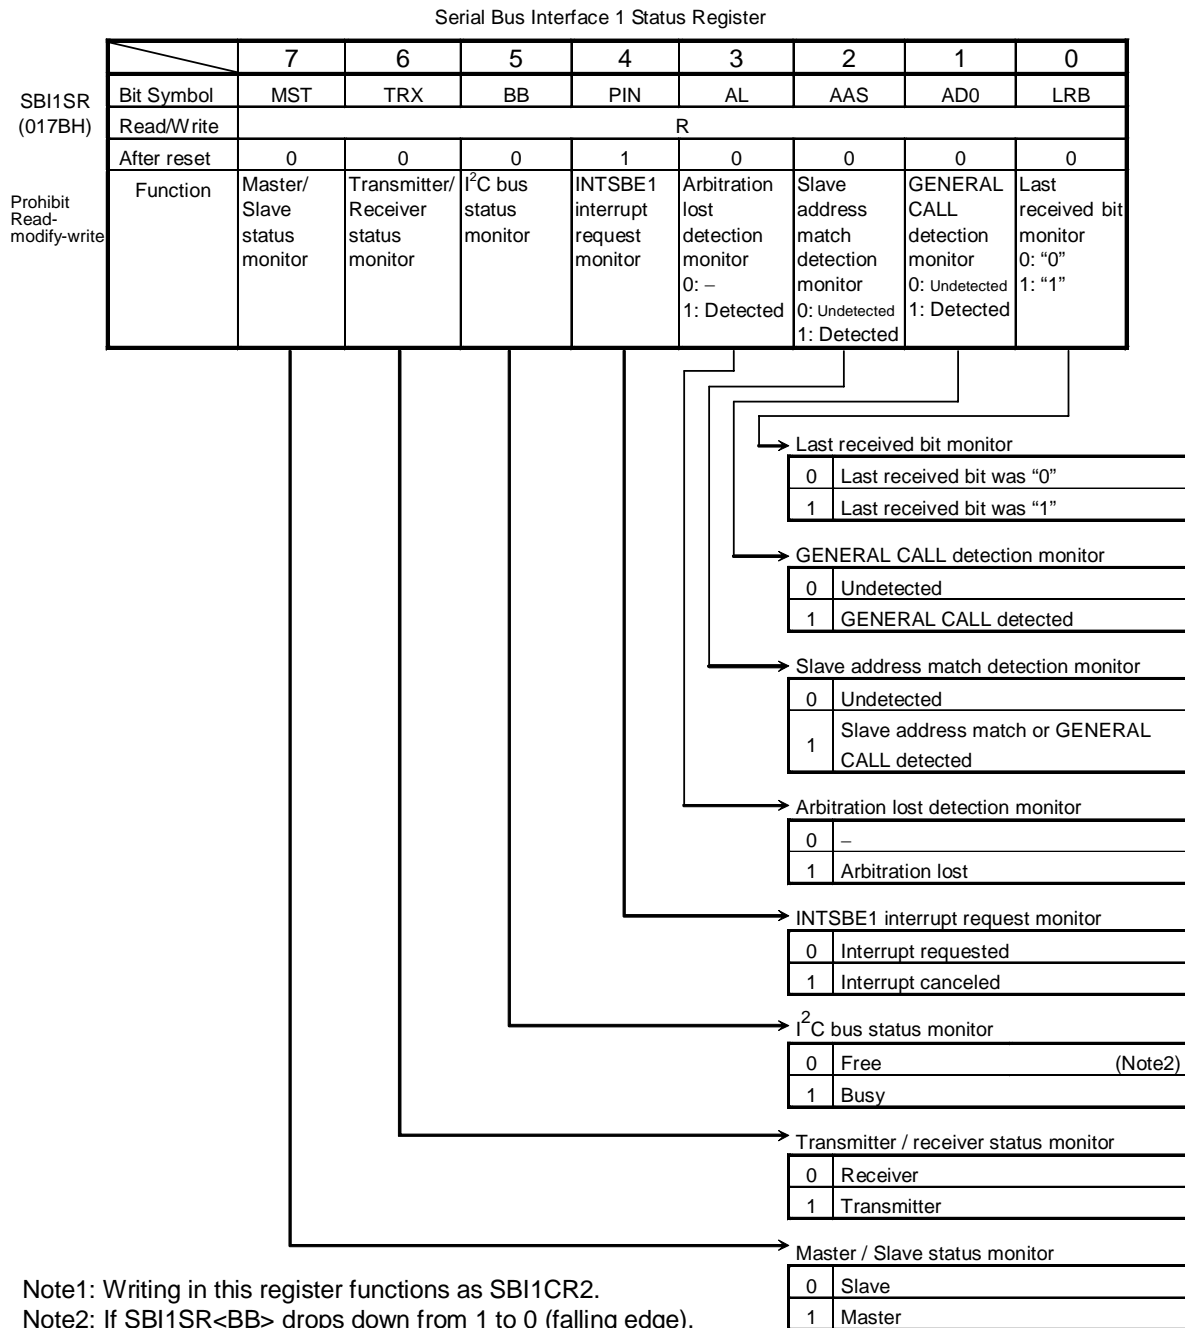 Serial Bus Interface 1 Status Register
7 6 5 4 3 2 1 0
SBI1SR
(017BH)
Bit Symbol MST TRX BB PIN AL AAS AD0 LRB
Read/Write R
After reset 0 0 0 1 0 0 0 0
Prohibit
Read-
modify-write
Function
Master/
Slave
status
monitor
Transmitter/
Receiver
status
monitor
I²C bus
status
monitor
INTSBE1
interrupt
request
monitor
Arbitration
lost
detection
monitor
0: –
1: Detected
Slave
address
match
detection
monitor
0: Undetected
1: Detected
GENERAL
CALL
detection
monitor
0: Undetected
1: Detected
Last
received bit
monitor
0: “0”
1: “1”
Last received bit monitor
0 Last received bit was “0”
1 Last received bit was “1”
GENERAL CALL detection monitor
0 Undetected
1 GENERAL CALL detected
Slave address match detection monitor
0 Undetected
1 Slave address match or GENERAL
CALL detected
Arbitration lost detection monitor
0 –
1 Arbitration lost
INTSBE1 interrupt request monitor
0 Interrupt requested
1 Interrupt canceled
I²C bus status monitor
0 Free (Note2)
1 Busy
Transmitter / receiver status monitor
0 Receiver
1 Transmitter
Master / Slave status monitor
0 Slave
1 Master
Note1: Writing in this register functions as SBI1CR2.
Note2: If SBI1SR<BB> drops down from 1 to 0 (falling edge),